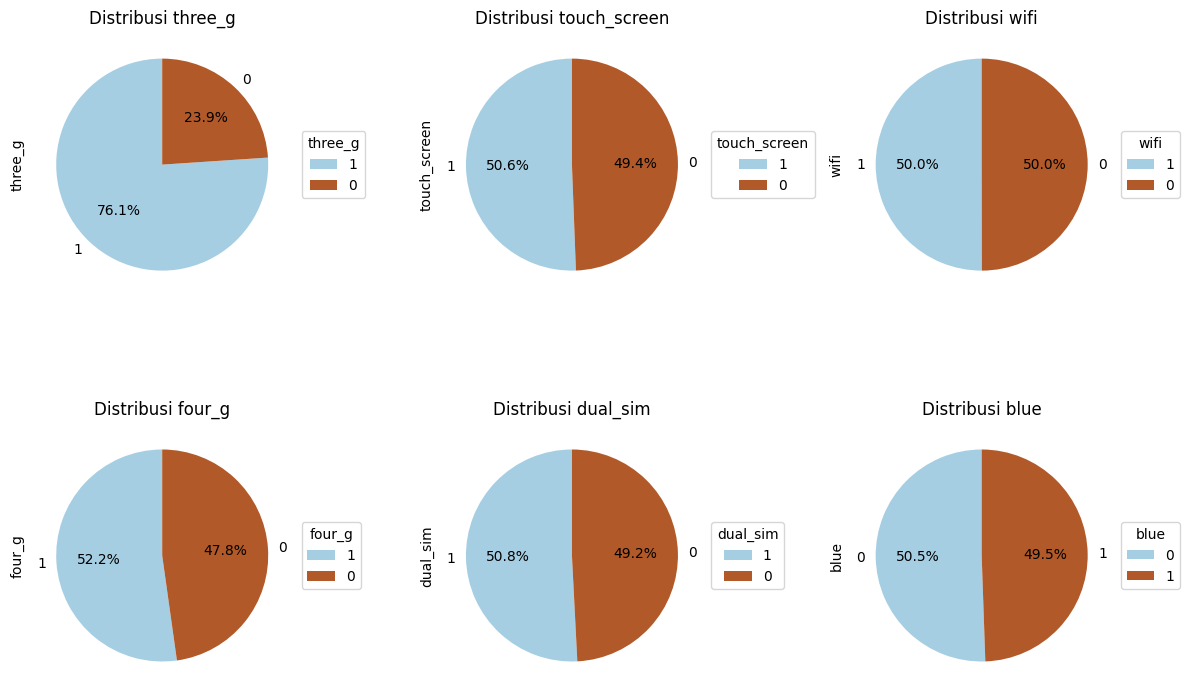 Distribusi three_g
three_g
0
23.9%
76.1%
1
three_g
1
0
Distribusi touch_screen
touch_screen
1
50.6%
49.4%
0
touch_screen
1
0
Distribusi wifi
wifi
1
50.0%
50.0%
0
wifi
1
0
Distribusi four_g
four_g
1
52.2%
47.8%
0
four_g
1
0
Distribusi dual_sim
dual_sim
1
50.8%
49.2%
0
dual_sim
1
0
Distribusi blue
blue
0
50.5%
49.5%
1
blue
0
1